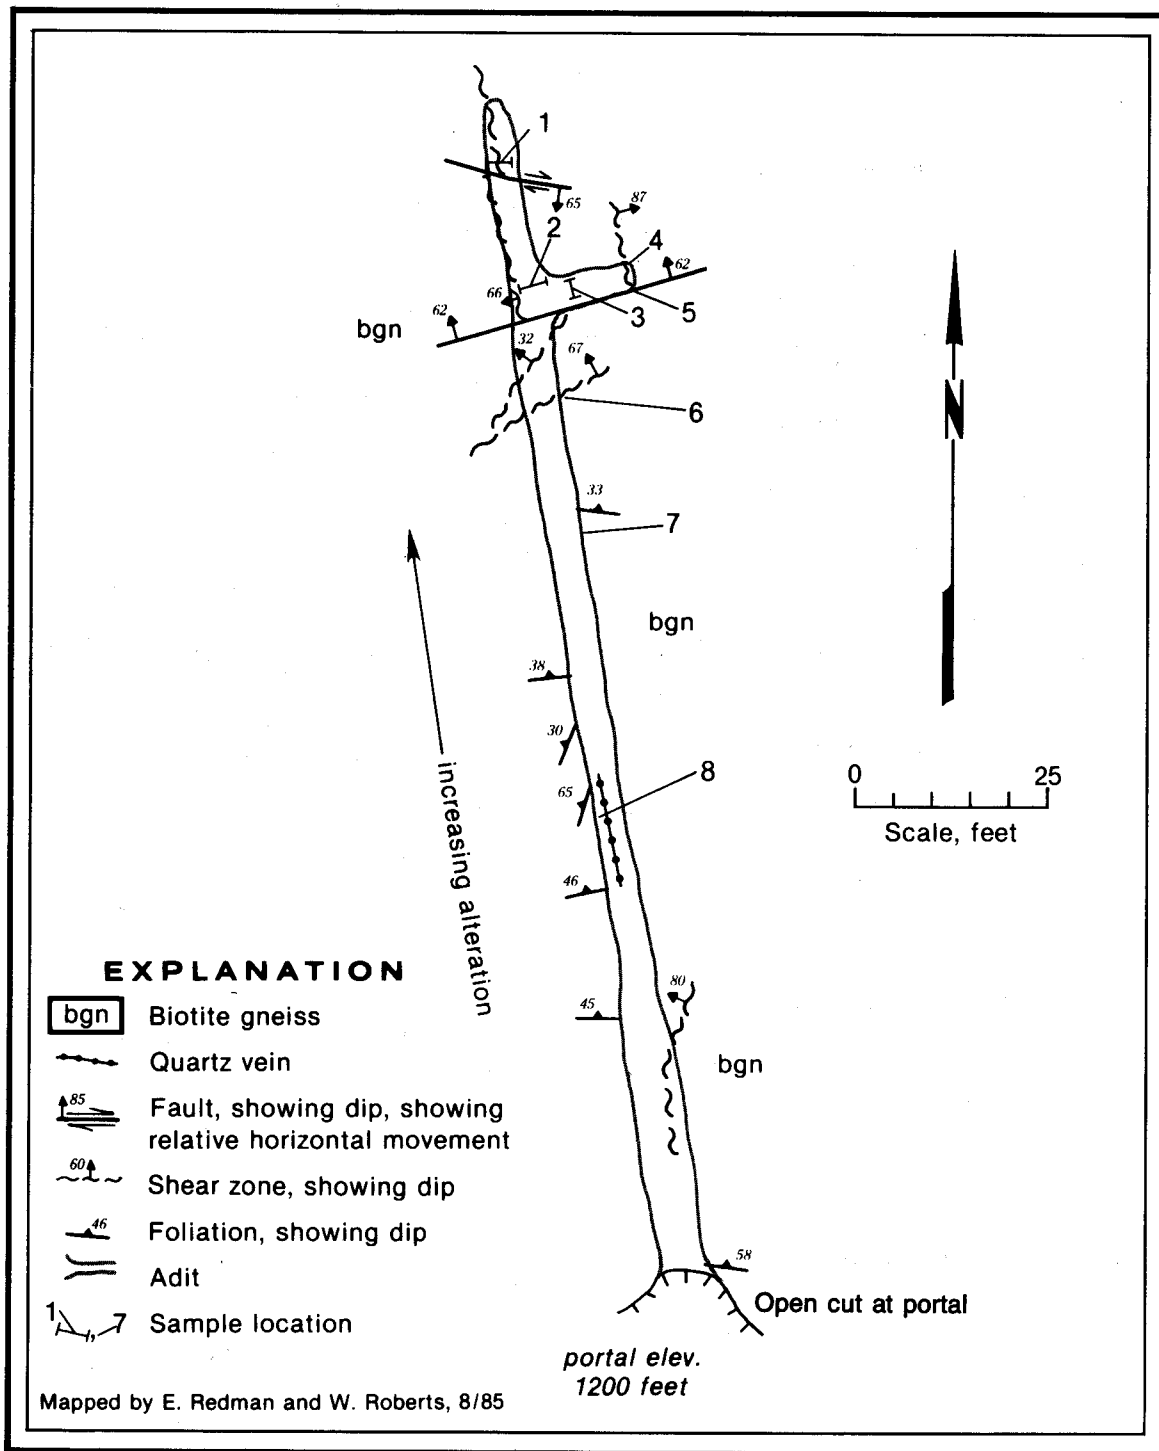 1
65
87
2
4
62
66
3
5
62
bgn
32
67
6
N
33
7
bgn
38
30
increasing alteration
65
8
0 25
Scale, feet
46
80
45
bgn
58
Open cut at portal
portal elev.
1200 feet
EXPLANATION
bgn Biotite gneiss
Quartz vein
85 Fault, showing dip, showing
relative horizontal movement
60 Shear zone, showing dip
46 Foliation, showing dip
Adit
1, 7 Sample location
Mapped by E. Redman and W. Roberts, 8/85